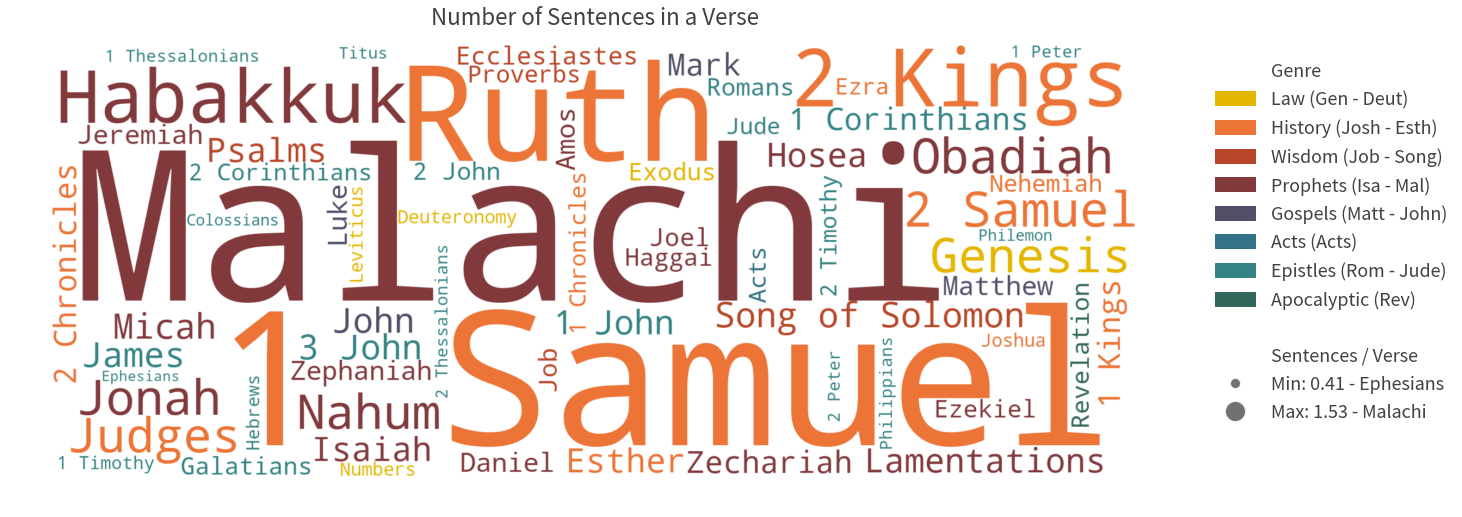 Number of Sentences in a Verse
1 Thessalonians
Titus
Ecclesiastes
Proverbs
Mark
Romans
2 Kings
Ezra
1 Peter
Habakkuk
Ruth
Jeremiah
Psalms
Amos
Jude
1 Corinthians
Hosea
Obadiah
Malachi
2 Corinthians
2 John
Exodus
Nehemiah
2 Chronicles
Colossians
Luke
Leviticus
Deuteronomy
1 Chronicles
Joel
Haggai
Acts
2 Timothy
2 Samuel
Philemon
Genesis
Matthew
Micah
John
2 Thessalonians
1 John
Song of Solomon
Joshua
Revelation
1 Kings
James
3 John
1 Samuel
Ephesians
Zephaniah
Job
Jonah
Hebrews
Nahum
2 Peter
Philippians
Ezekiel
Judges
Isaiah
1 Timothy
Galatians
Numbers
Daniel
Esther
Zechariah
Lamentations
Genre
Law (Gen - Deut)
History (Josh - Esth)
Wisdom (Job - Song)
Prophets (Isa - Mal)
Gospels (Matt - John)
Acts (Acts)
Epistles (Rom - Jude)
Apocalyptic (Rev)
Sentences / Verse
Min: 0.41 - Ephesians
Max: 1.53 - Malachi